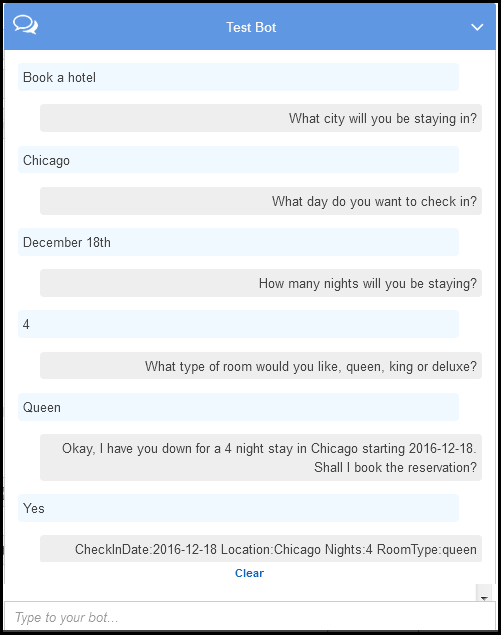 Test Bot
Book a hotel
What city will you be staying in?
Chicago
What day do you want to check in?
December 18th
How many nights will you be staying?
4
What type of room would you like, queen, king or deluxe?
Queen
Okay, I have you down for a 4 night stay in Chicago starting 2016-12-18.
Shall I book the reservation?
Yes
CheckInDate:2016-12-18 Location:Chicago Nights:4 RoomType:queen
Clear
Type to your bot...